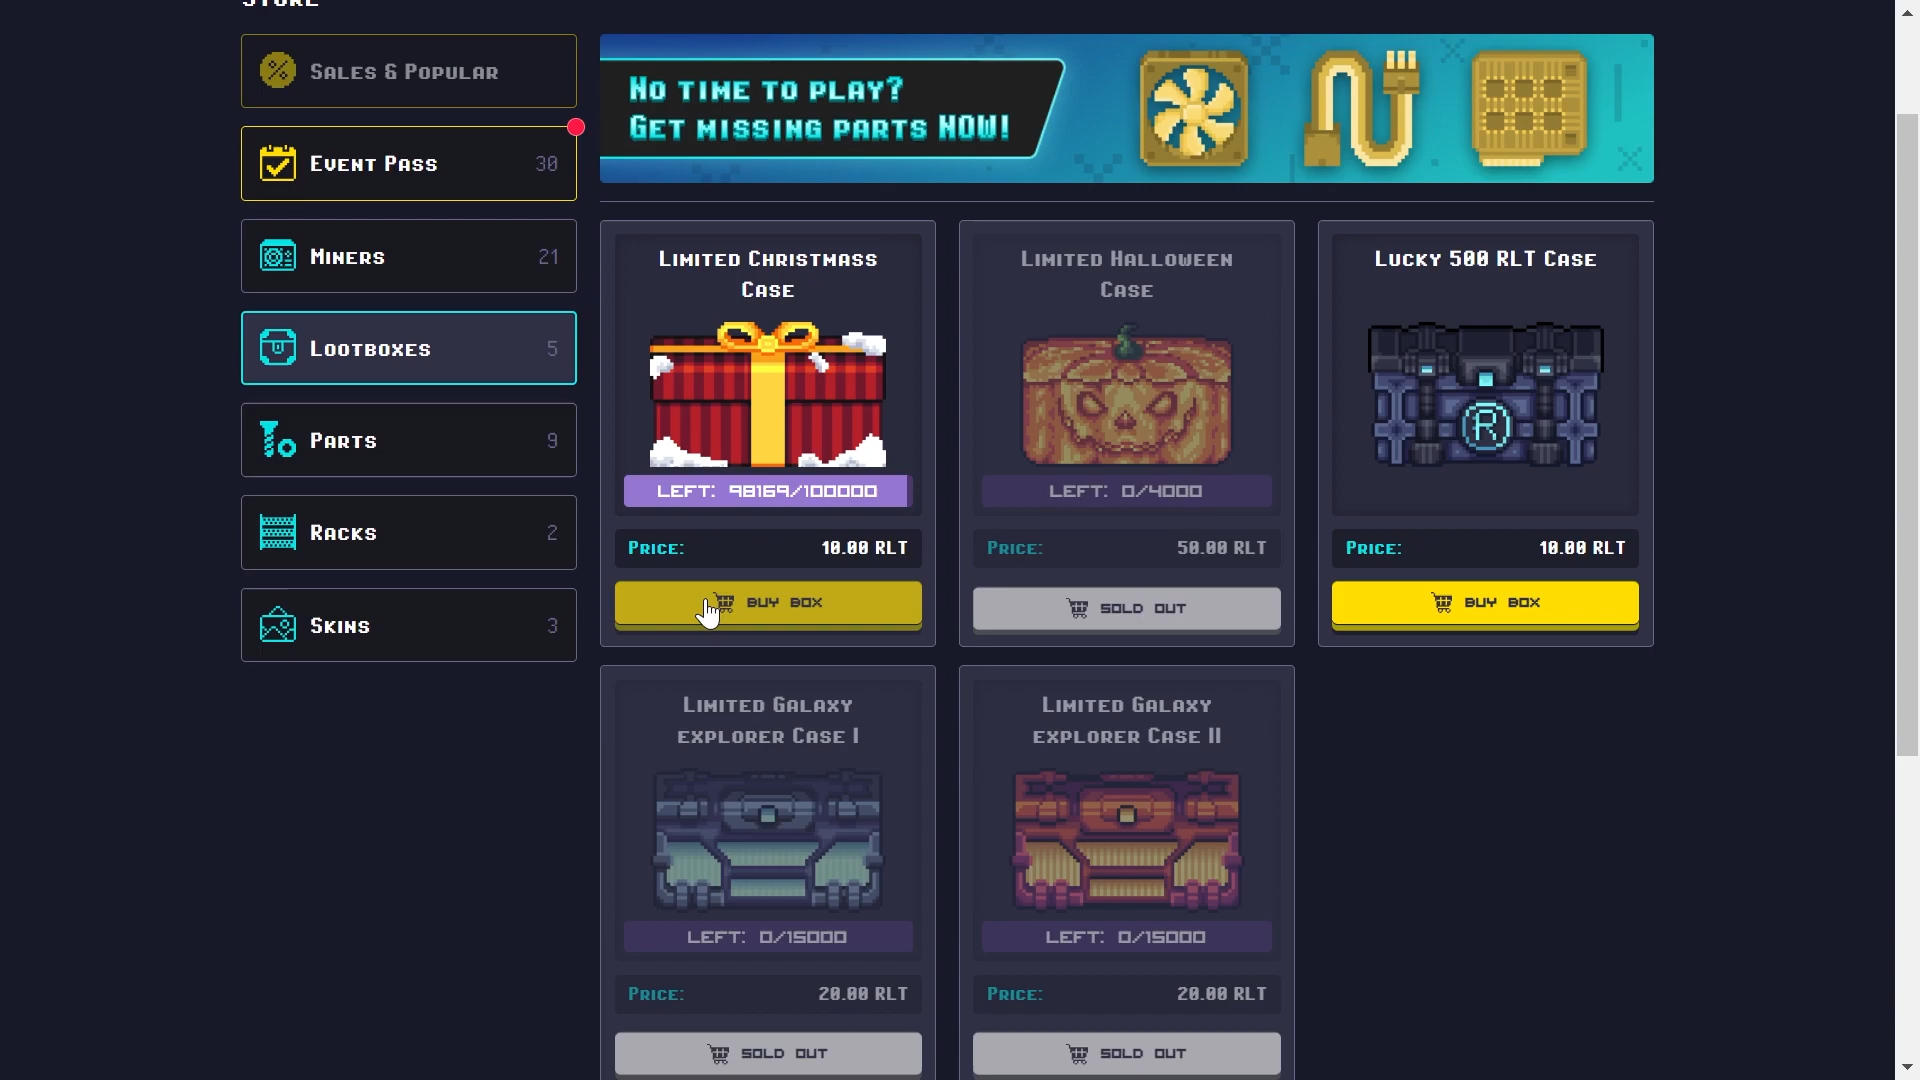 STORE
SALES & POPULAR
EVENT PASS 30
MINERS 21
LOOTBOXES 5
PARTS 9
RACKS 2
SKINS 3
NO TIME TO PLAY?
GET MISSING PARTS NOW!
LIMITED CHRISTMASS
CASE
LEFT: 98169/100000
PRICE: 10.00 RLT
BUY BOX
LIMITED HALLOWEEN
CASE
LEFT: 0/4000
PRICE: 50.00 RLT
SOLD OUT
LUCKY 500 RLT CASE
R
PRICE: 10.00 RLT
BUY BOX
LIMITED GALAXY
EXPLORER CASE I
LEFT: 0/15000
PRICE: 20.00 RLT
SOLD OUT
LIMITED GALAXY
EXPLORER CASE II
LEFT: 0/15000
PRICE: 20.00 RLT
SOLD OUT